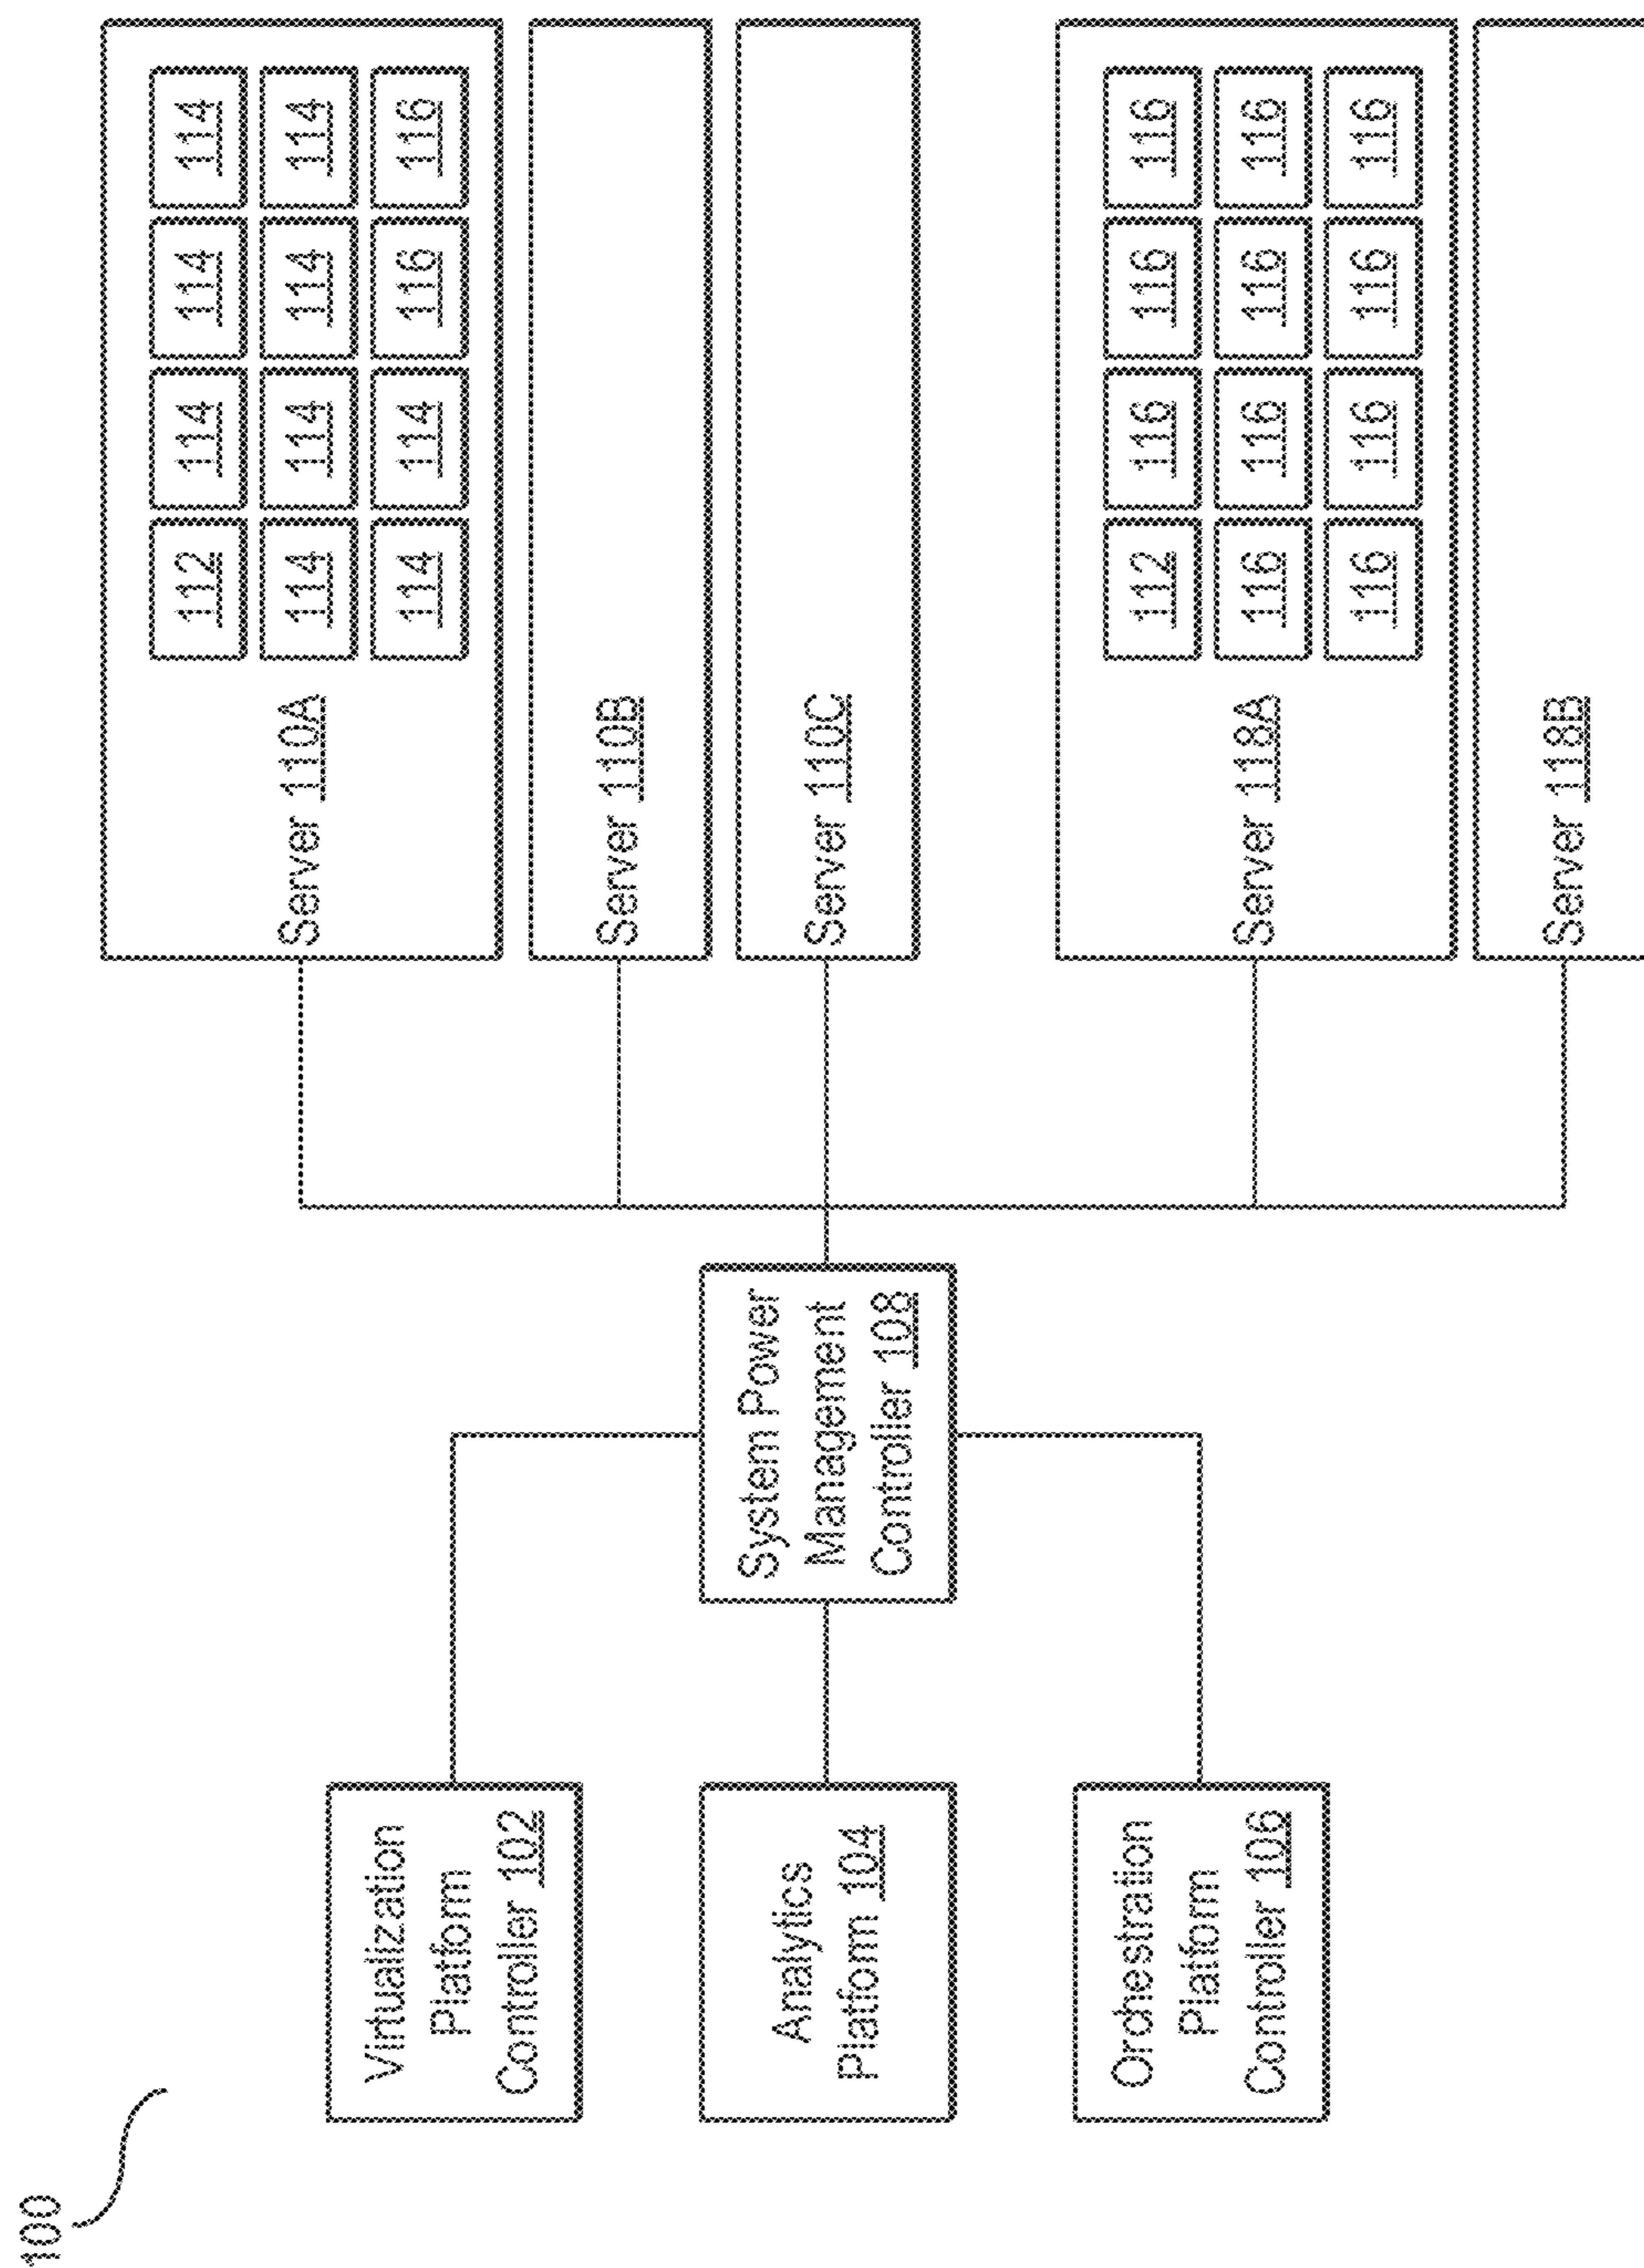 100
Virtualization
Platform
Controller 102
Analytics
Platform 104
Orchestration
Platform
Controller 106
System Power
Management
Controller 108
Server 110A
112 114 114 114
114 114 114 114
114 114 116 116
Server 110B
Server 110C
Server 118A
112 116 116 116
116 116 116 116
116 116 116 116
Server 118B